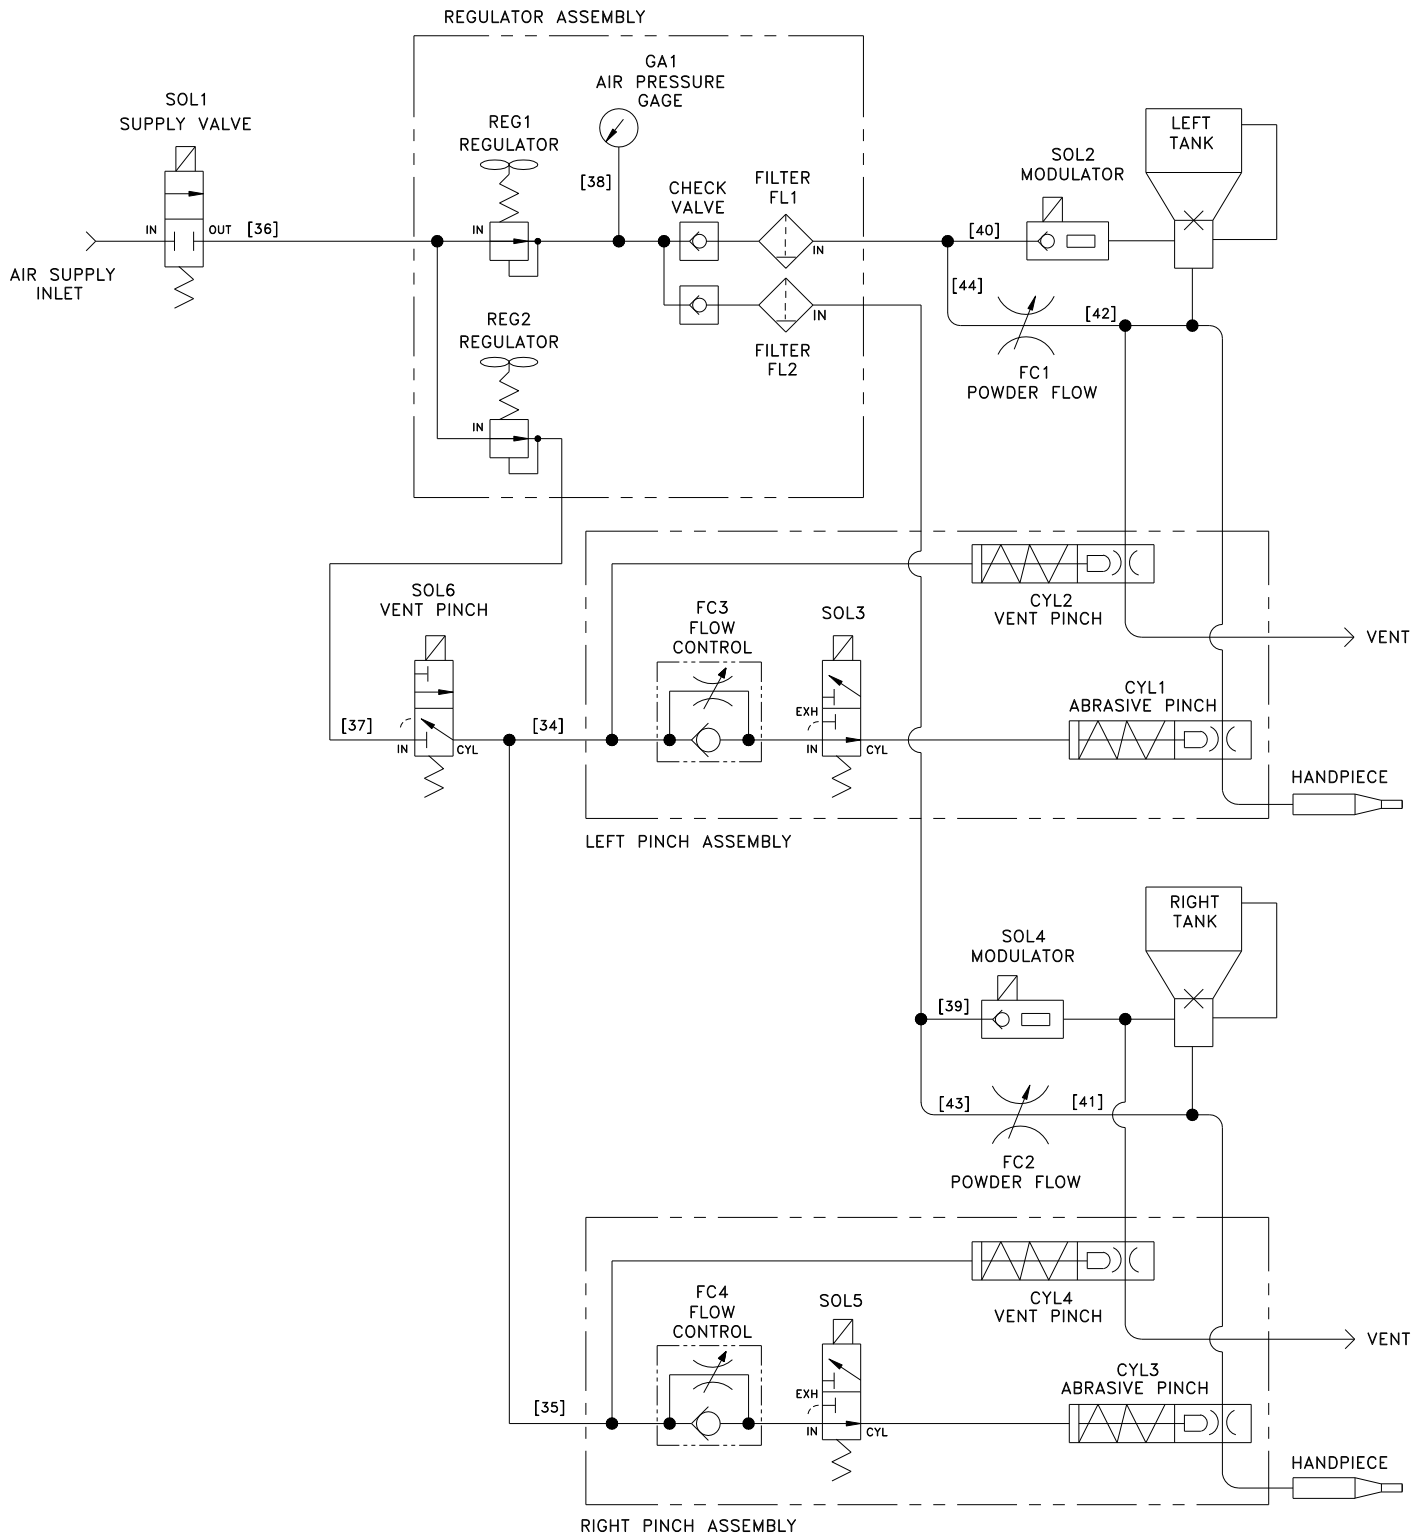 REGULATOR ASSEMBLY
GA1
AIR PRESSURE
GAGE
SOL1
SUPPLY VALVE
REG1
REGULATOR
[38]
CHECK
VALVE
FILTER
FL1
SOL2
MODULATOR
LEFT
TANK
IN
OUT
[36]
IN
IN
[40]
AIR SUPPLY
INLET
[44]
[42]
REG2
REGULATOR
IN
FILTER
FL2
FC1
POWDER FLOW
IN
SOL6
VENT PINCH
FC3
FLOW
CONTROL
SOL3
CYL2
VENT PINCH
VENT
CYL1
ABRASIVE PINCH
EXH
[37]
IN
CYL
[34]
IN
CYL
HANDPIECE
LEFT PINCH ASSEMBLY
RIGHT
TANK
SOL4
MODULATOR
[39]
[43]
[41]
FC2
POWDER FLOW
FC4
FLOW
CONTROL
SOL5
CYL4
VENT PINCH
VENT
CYL3
ABRASIVE PINCH
EXH
[35]
IN
CYL
HANDPIECE
RIGHT PINCH ASSEMBLY